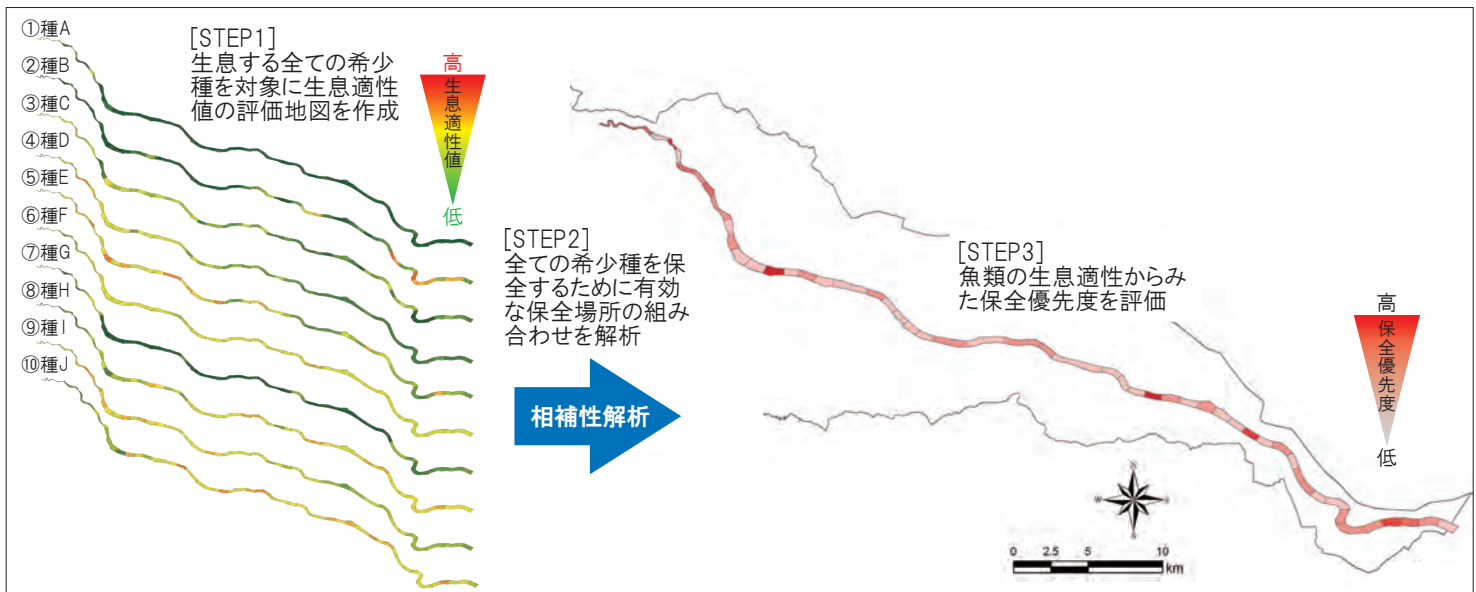 ①種A
②種B
③種C
④種D
⑤種E
⑥種F
⑦種G
⑧種H
⑨種I
⑩種J
[STEP1]
生息する全ての希少
種を対象に生息適性
値の評価地図を作成
高
生息適性値
低
[STEP2]
全ての希少種を保
全するために有効
な保全場所の組み
合わせを解析
相補性解析
[STEP3]
魚類の生息適性からみ
た保全優先度を評価
高
保全優先度
低
N
W
E
S
0 2.5 5 10
km